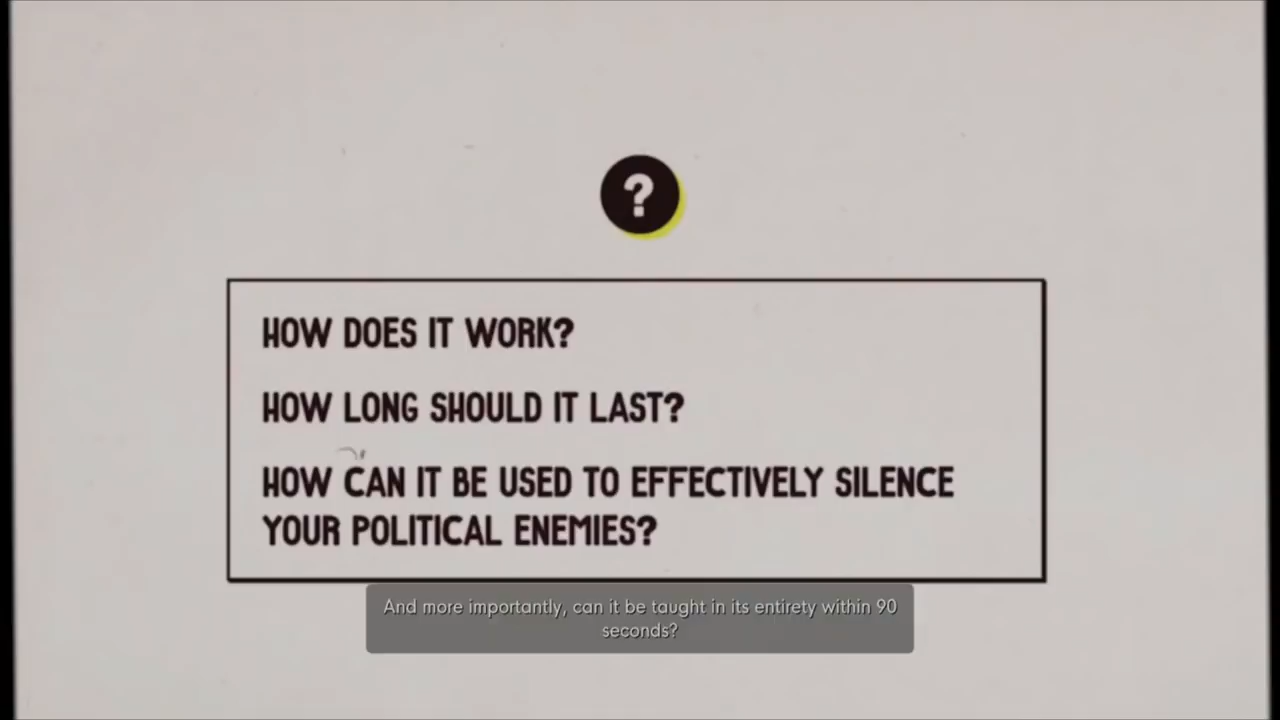 ?
HOW DOES IT WORK?
HOW LONG SHOULD IT LAST?
HOW CAN IT BE USED TO EFFECTIVELY SILENCE
YOUR POLITICAL ENEMIES?
And more importantly, can it be taught in its entirety within 90
seconds?